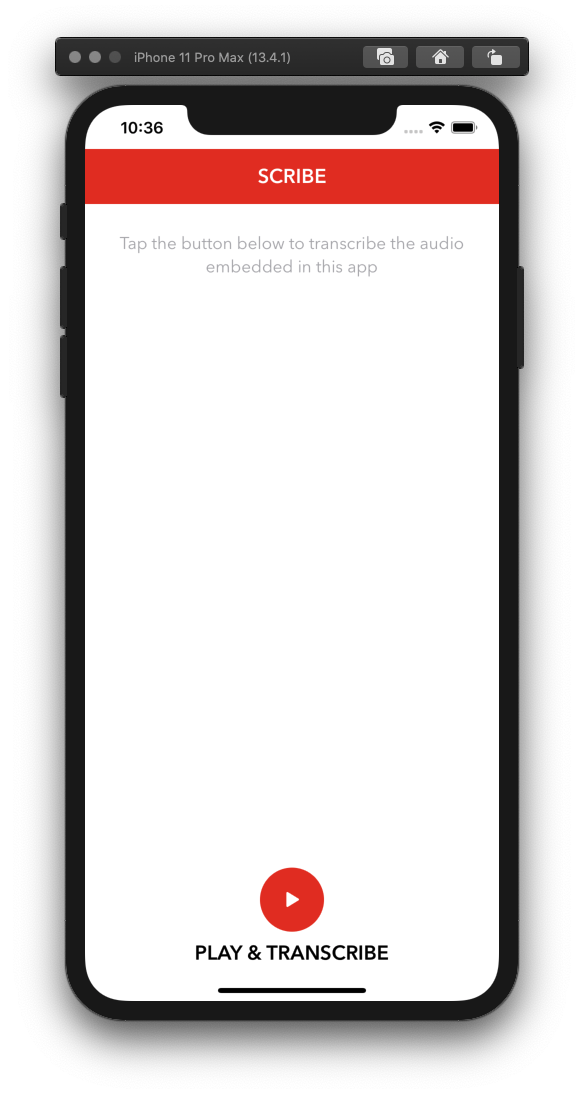 iPhone 11 Pro Max (13.4.1)
10:36
SCRIBE
Tap the button below to transcribe the audio
embedded in this app
PLAY & TRANSCRIBE